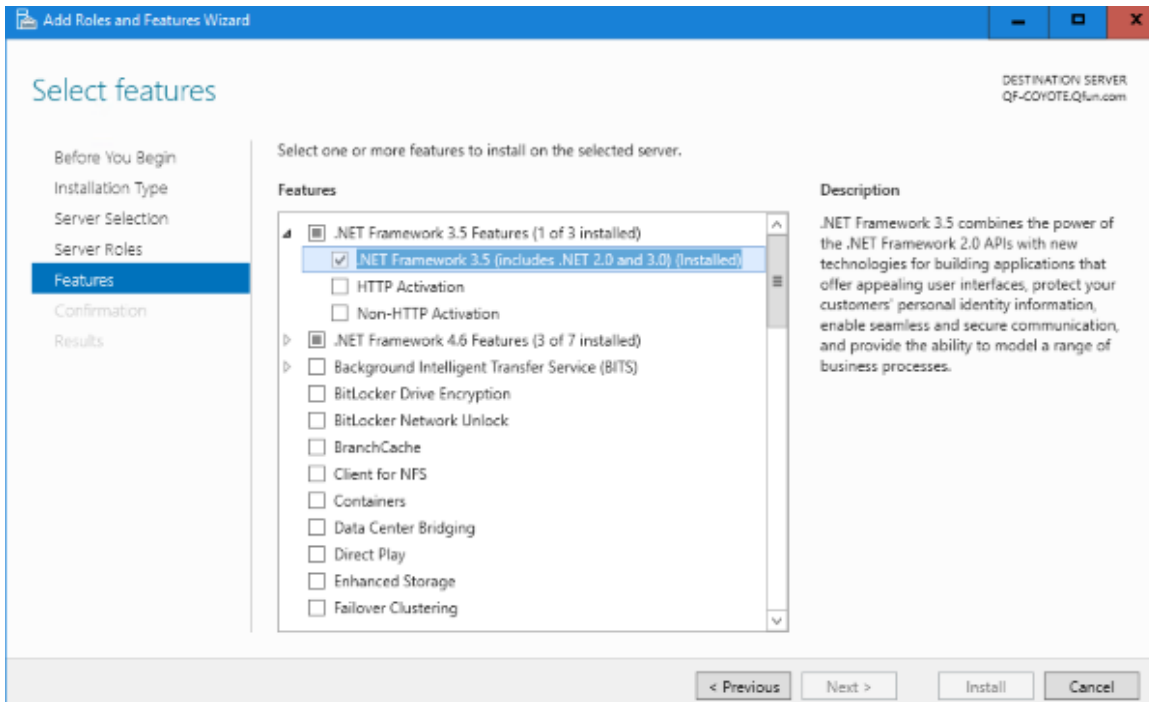 Add Roles and Features Wizard
Select features
DESTINATION SERVER
QF-COYOTE.Qfun.com
Before You Begin
Installation Type
Server Selection
Server Roles
Features
Confirmation
Results
Select one or more features to install on the selected server.
Features
.NET Framework 3.5 Features (1 of 3 installed)
.NET Framework 3.5 (includes .NET 2.0 and 3.0) (Installed)
HTTP Activation
Non-HTTP Activation
.NET Framework 4.6 Features (3 of 7 installed)
Background Intelligent Transfer Service (BITS)
BitLocker Drive Encryption
BitLocker Network Unlock
BranchCache
Client for NFS
Containers
Data Center Bridging
Direct Play
Enhanced Storage
Failover Clustering
Description
.NET Framework 3.5 combines the power of
the .NET Framework 2.0 APIs with new
technologies for building applications that
offer appealing user interfaces, protect your
customers' personal identity information,
enable seamless and secure communication,
and provide the ability to model a range of
business processes.
< Previous
Next >
Install
Cancel